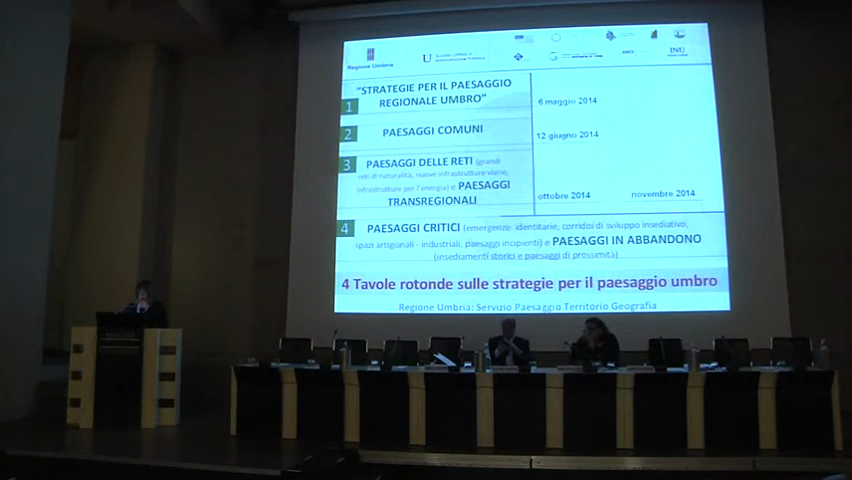 Regione Umbria
INU
"STRATEGIE PER IL PAESAGGIO
REGIONALE UMBRO"
1
6 maggio 2014
2
PAESAGGI COMUNI
12 giugno 2014
3
PAESAGGI DELLE RETI (grandi
reti di naturalità, nuove infrastrutture viarie,
infrastrutture per l'energia) e PAESAGGI
TRANSREGIONALI
ottobre 2014 novembre 2014
4
PAESAGGI CRITICI (emergenze identitarie, corridoi di sviluppo insediativo,
spazi artigianali - industriali, paesaggi incipienti) e PAESAGGI IN ABBANDONO
(insediamenti storici e paesaggi di prossimità)
4 Tavole rotonde sulle strategie per il paesaggio umbro
Regione Umbria: Servizio Paesaggio Territorio Geografia